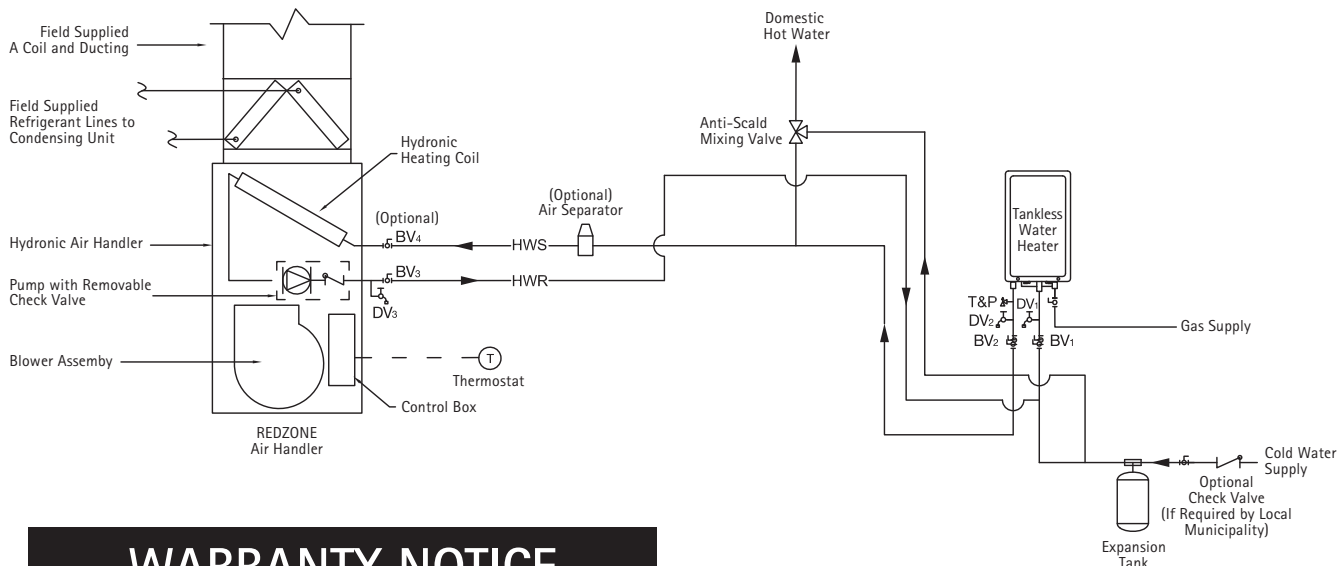 Field Supplied
A Coil and Ducting
Field Supplied
Refrigerant Lines to
Condensing Unit
Hydronic Air Handler
Pump with Removable
Check Valve
Blower Assemby
REDZONE
Air Handler
Hydronic
Heating Coil
(Optional)
BV4
BV3
DV3
HWS
HWR
(Optional)
Air Separator
T
Thermostat
Control Box
Domestic
Hot Water
Anti-Scald
Mixing Valve
Tankless
Water
Heater
T&P
DV1
DV2
BV2
BV1
Gas Supply
Cold Water
Supply
Optional
Check Valve
(If Required by Local
Municipality)
Expansion
Tank
WARRANTY NOTICE